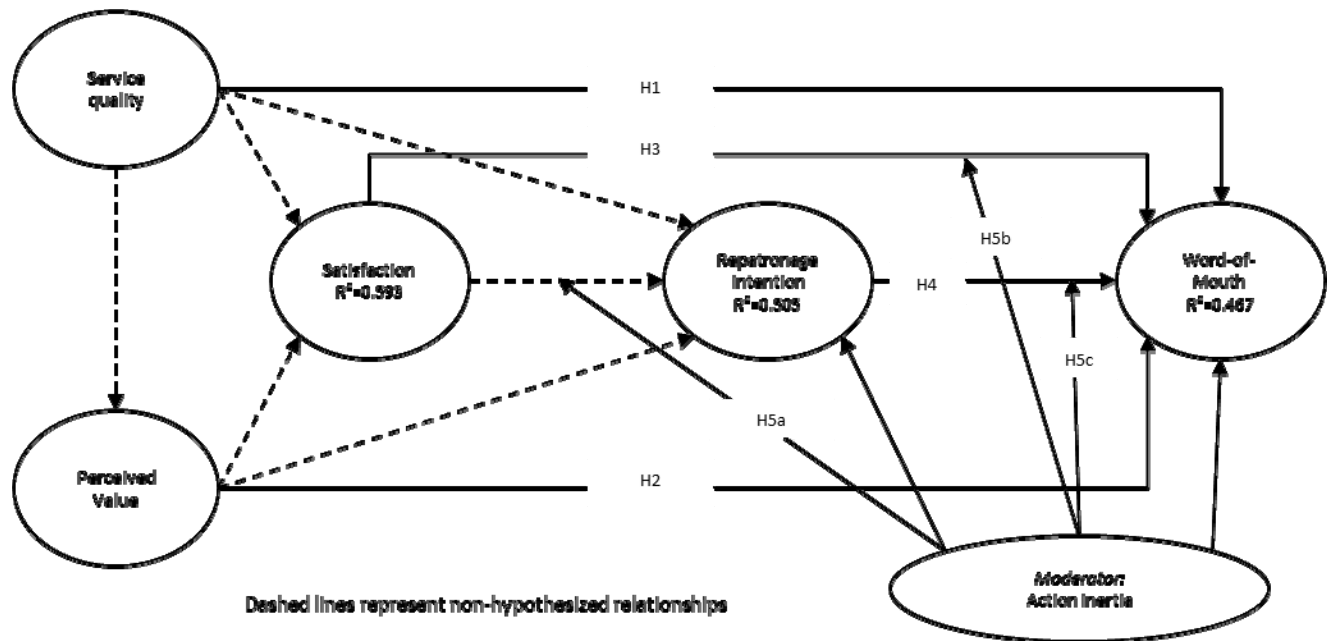 Service
quality
H1
H3
H5b
Satisfaction
R²=0.593
Repatronage
Intention
R²=0.505
H4
Word-of-
Mouth
R²=0.467
H5c
H5a
Perceived
Value
H2
Moderator:
Action Inertia
Dashed lines represent non-hypothesized relationships